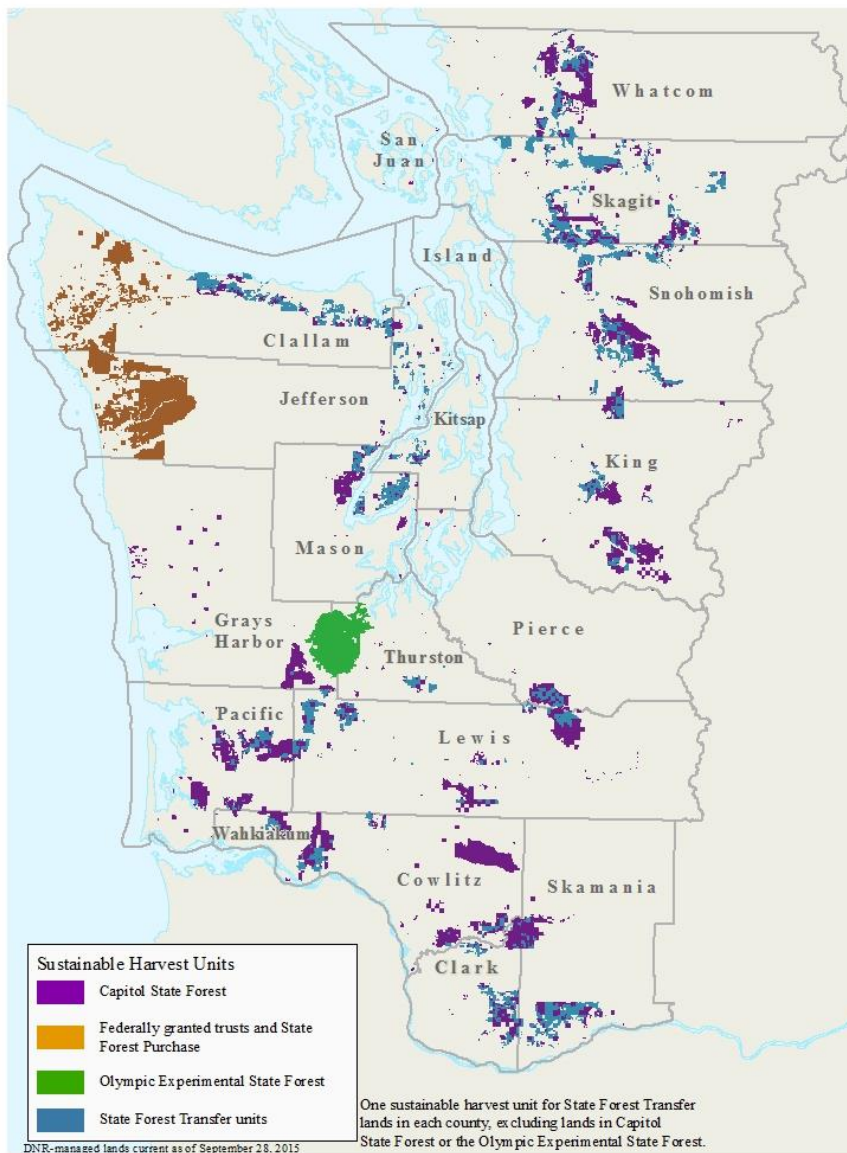 Whatcom
San
Juan
Skagit
Island
Snohomish
Clallam
Jefferson
Kitsap
King
Mason
Grays
Harbor
Pierce
Thurston
Pacific
Lewis
Wahkiakum
Cowlitz
Skamania
Clark
Sustainable Harvest Units
Capitol State Forest
Federally granted trusts and State
Forest Purchase
Olympic Experimental State Forest
State Forest Transfer units
DNR-managed lands current as of September 28, 2015
One sustainable harvest unit for State Forest Transfer
lands in each county, excluding lands in Capitol
State Forest or the Olympic Experimental State Forest.